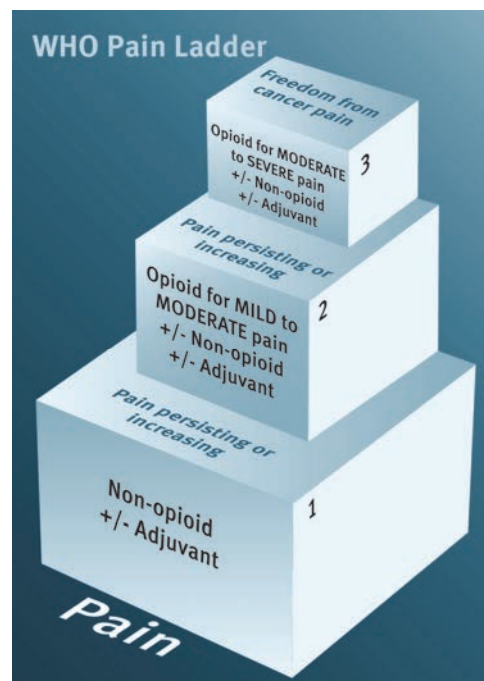 WHO Pain Ladder
Freedom from
cancer pain
Opioid for MODERATE
to SEVERE pain
+/- Non-opioid
+/- Adjuvant
3
Pain persisting or
increasing
Opioid for MILD to
MODERATE pain
+/- Non-opioid
+/- Adjuvant
2
Pain persisting or
increasing
Non-opioid
+/- Adjuvant
1
Pain